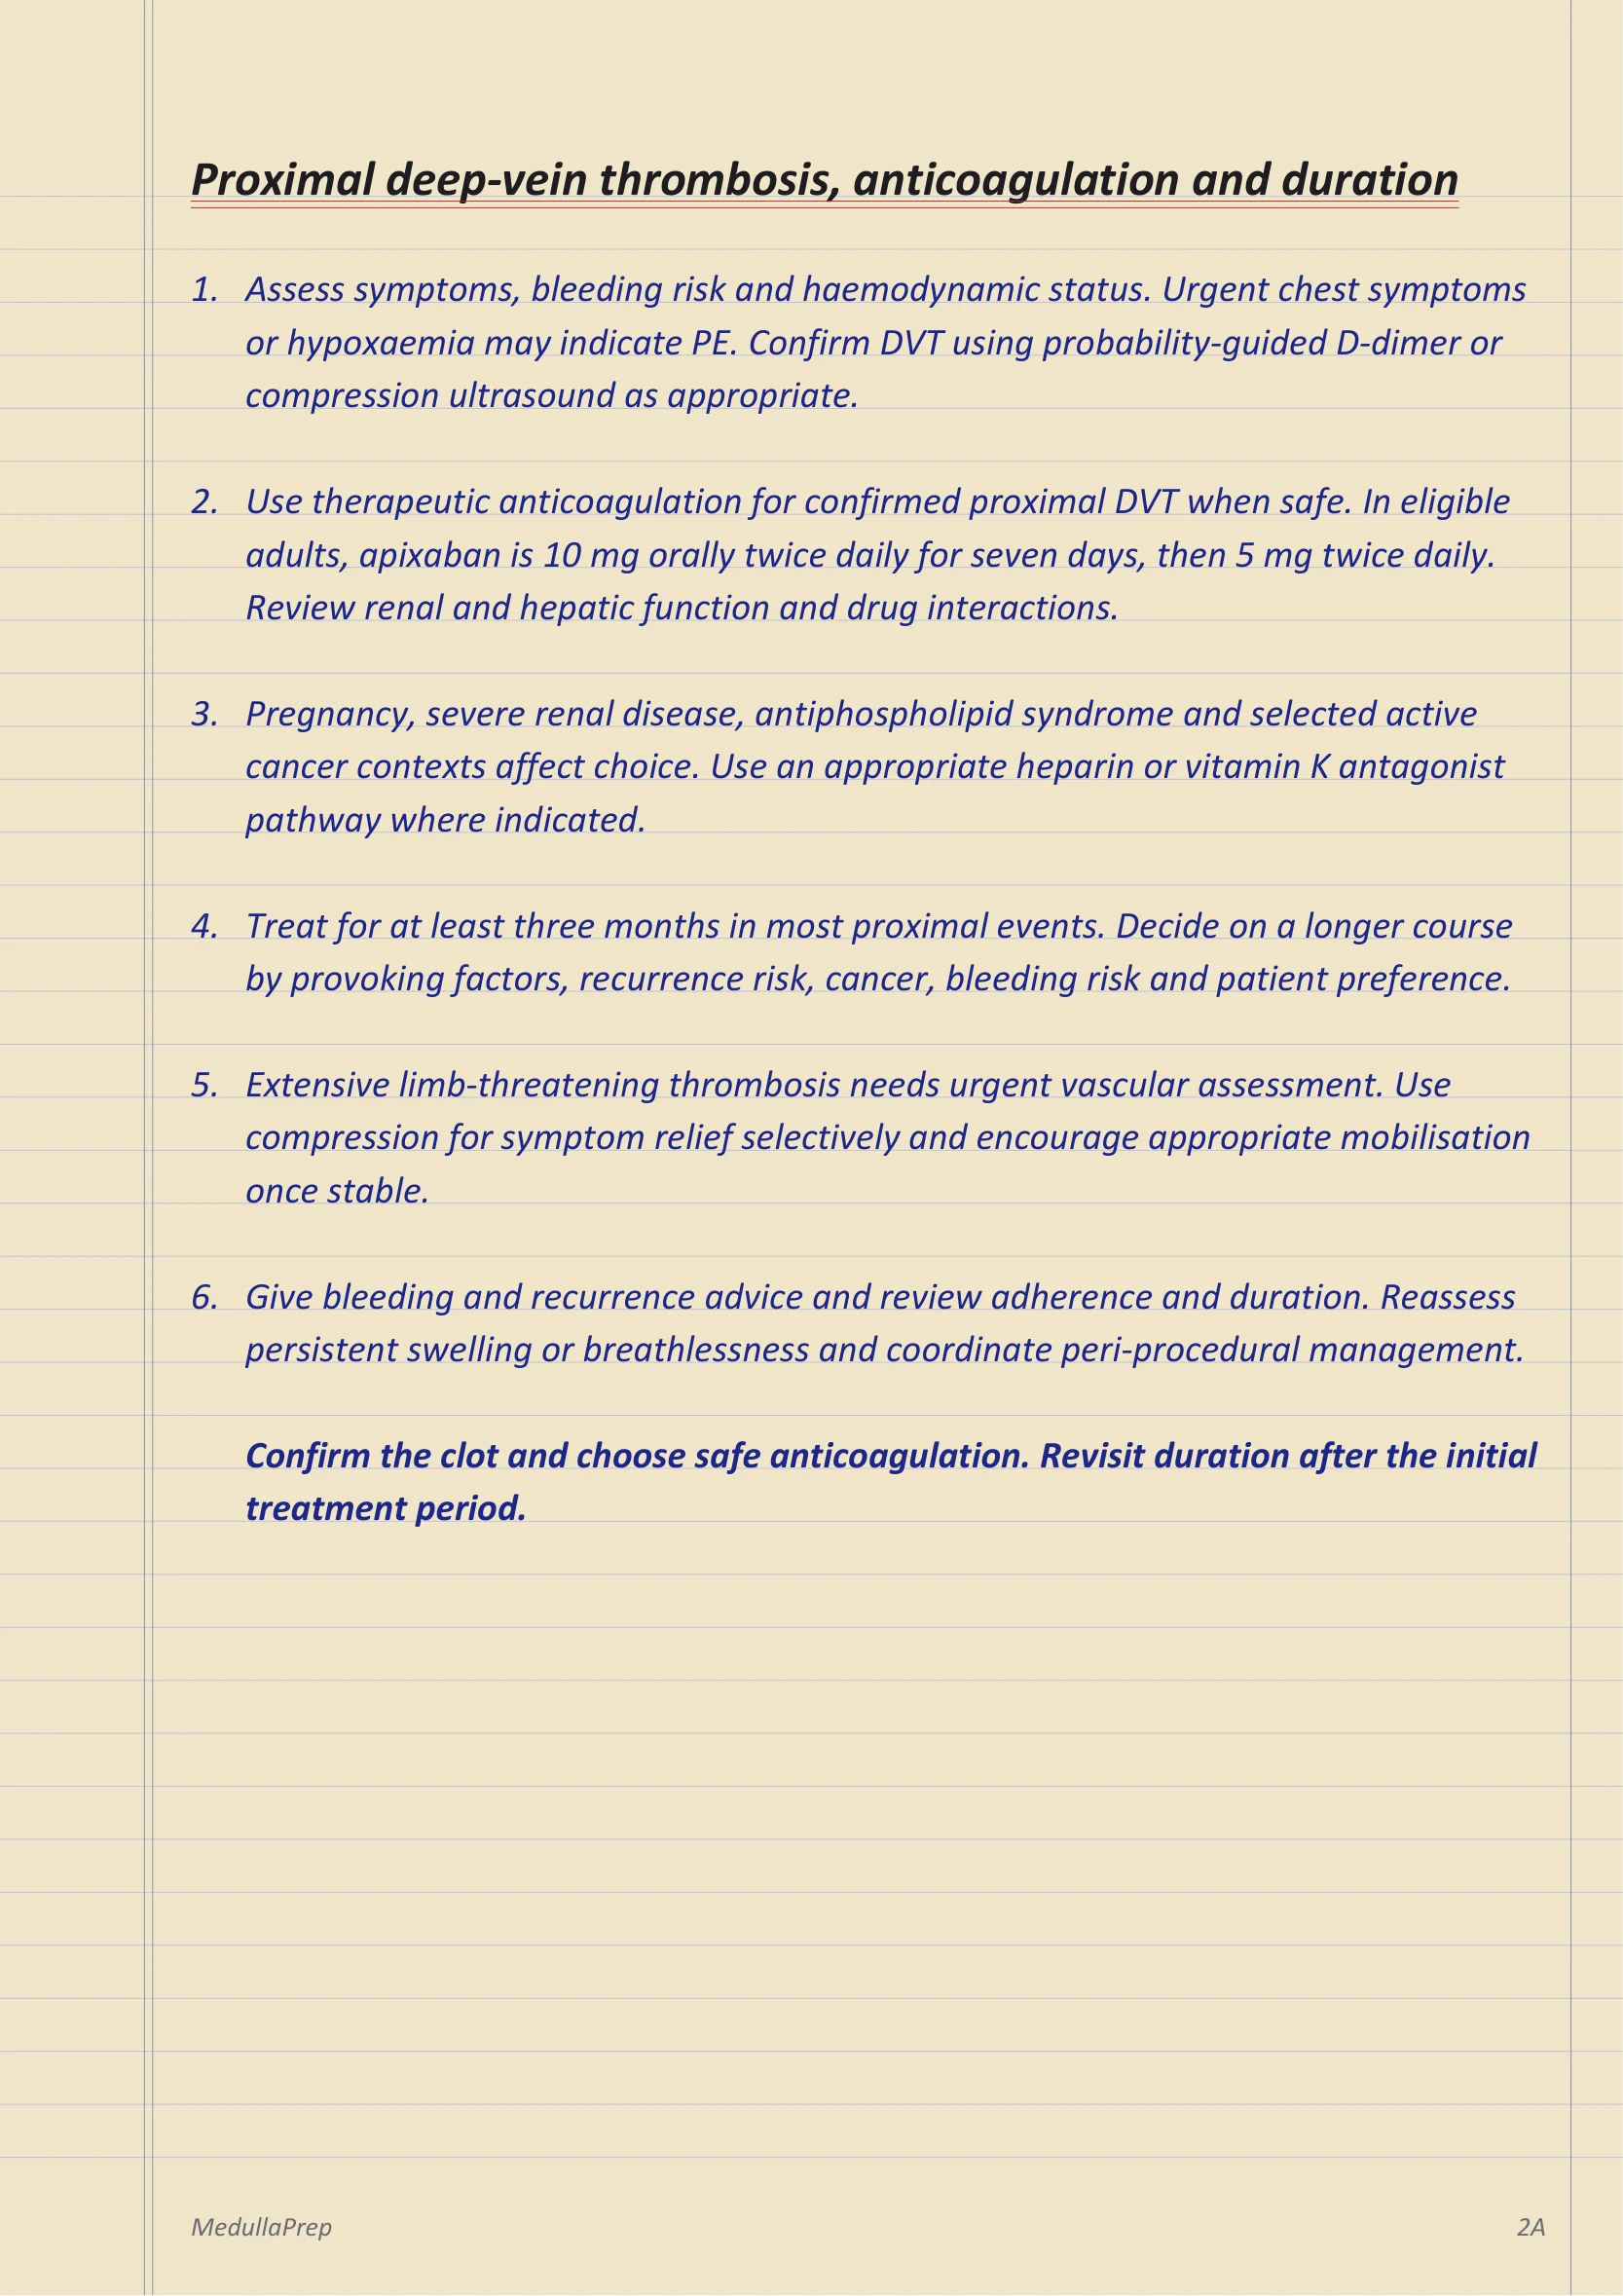 Proximal deep-vein thrombosis, anticoagulation and duration
1. Assess symptoms, bleeding risk and haemodynamic status. Urgent chest symptoms
or hypoxaemia may indicate PE. Confirm DVT using probability-guided D-dimer or
compression ultrasound as appropriate.
2. Use therapeutic anticoagulation for confirmed proximal DVT when safe. In eligible
adults, apixaban is 10 mg orally twice daily for seven days, then 5 mg twice daily.
Review renal and hepatic function and drug interactions.
3. Pregnancy, severe renal disease, antiphospholipid syndrome and selected active
cancer contexts affect choice. Use an appropriate heparin or vitamin K antagonist
pathway where indicated.
4. Treat for at least three months in most proximal events. Decide on a longer course
by provoking factors, recurrence risk, cancer, bleeding risk and patient preference.
5. Extensive limb-threatening thrombosis needs urgent vascular assessment. Use
compression for symptom relief selectively and encourage appropriate mobilisation
once stable.
6. Give bleeding and recurrence advice and review adherence and duration. Reassess
persistent swelling or breathlessness and coordinate peri-procedural management.
Confirm the clot and choose safe anticoagulation. Revisit duration after the initial
treatment period.
MedullaPrep
2A